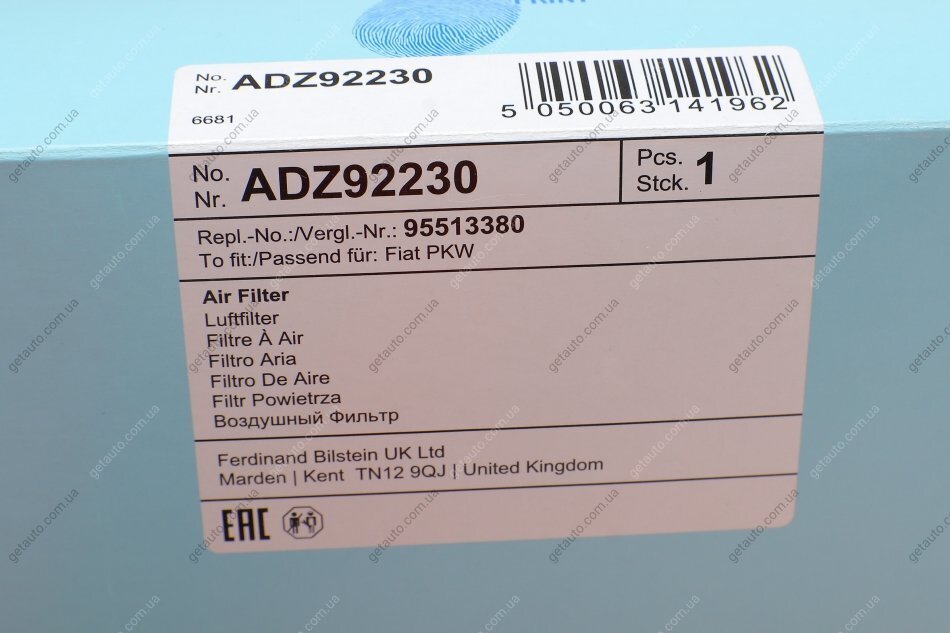 PRINT
No. ADZ92230
Nr.
6681
5 050063 141962
No. ADZ92230
Nr.
Pcs. 1
Stck.
Repl.-No.:/Vergl.-Nr.: 95513380
To fit:/Passend für: Fiat PKW
Air Filter
Luftfilter
Filtre À Air
Filtro Aria
Filtro De Aire
Filtr Powietrza
Воздушный Фильтр
Ferdinand Bilstein UK Ltd
Marden | Kent TN12 9QJ | United Kingdom
EAC
getauto.com.ua